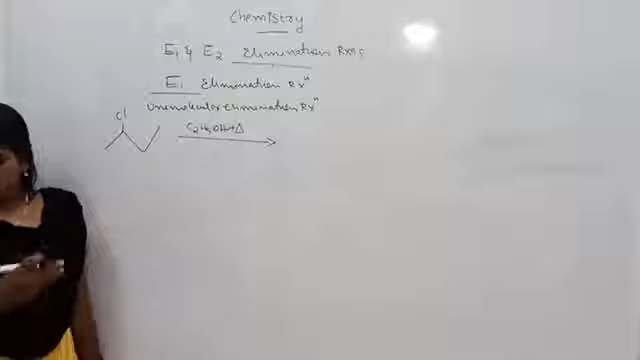 Chemistry
E1 & E2 Elimination Rxns
E1 Elimination Rxn
Unimolecular Elimination Rxn
Cl
C2H5OH+Δ